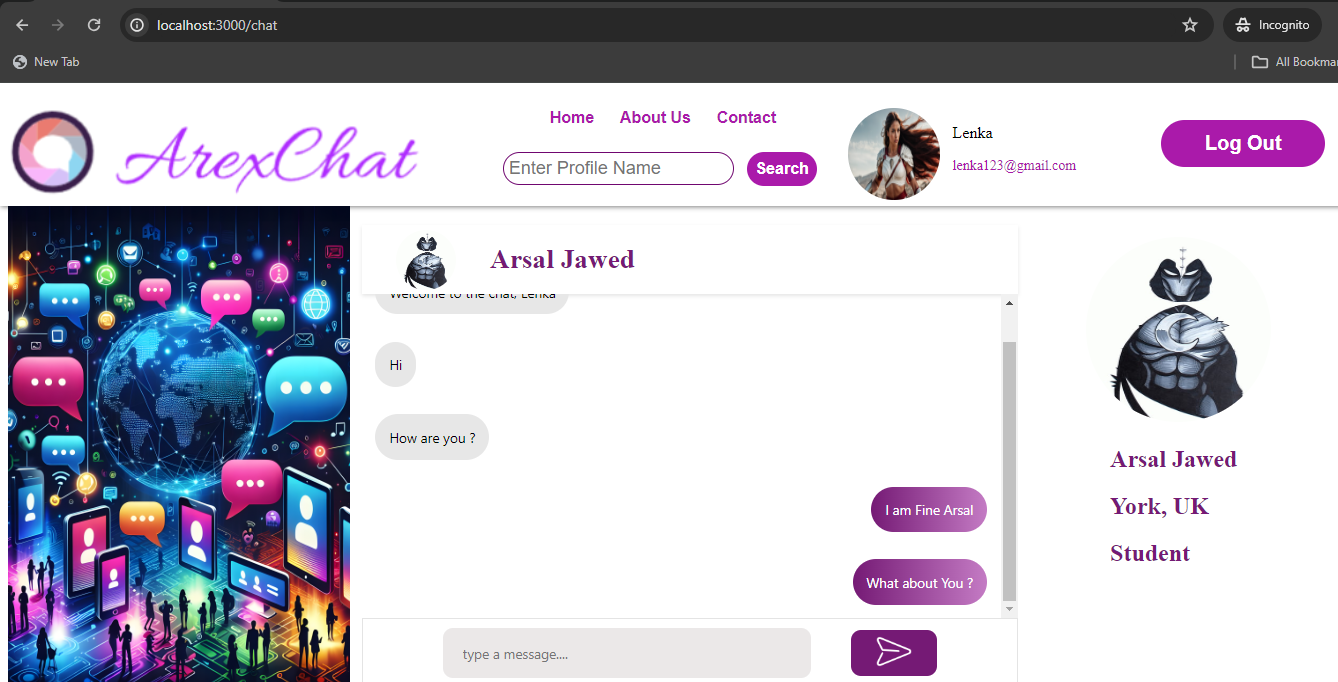 localhost:3000/chat
Incognito
New Tab
All Bookmar
ArexChat
Home About Us Contact
Enter Profile Name
Search
Lenka
lenka123@gmail.com
Log Out
Arsal Jawed
Welcome to the chat, Lenka
Hi
How are you ?
I am Fine Arsal
What about You ?
type a message....
Arsal Jawed
York, UK
Student